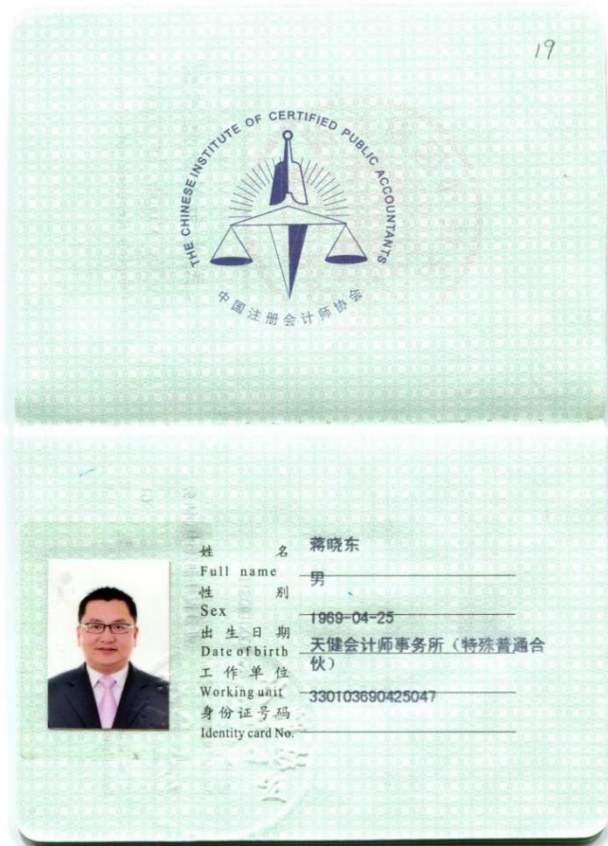 19
THE CHINESE INSTITUTE OF CERTIFIED PUBLIC ACCOUNTANTS
中国注册会计师协会
姓 名 蒋晓东
Full name
性 别 男
Sex
出生日期 1969-04-25
Date of birth
工作单位 天健会计师事务所（特殊普通合
伙）
Working unit
身份证号码 330103690425047
Identity card No.